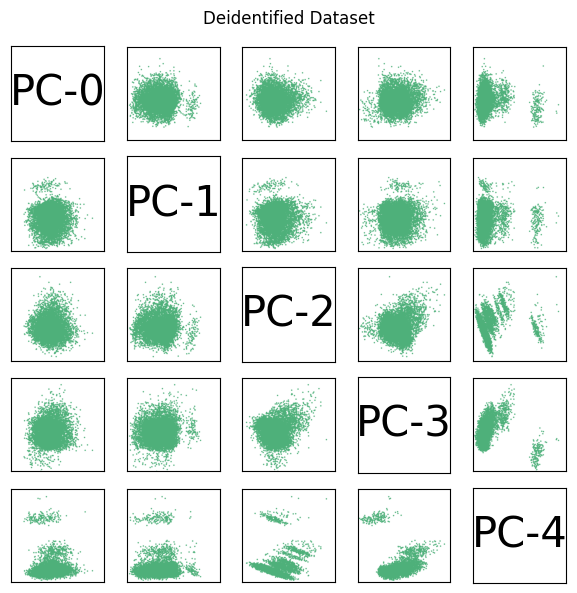 Deidentified Dataset
PC-0
PC-1
PC-2
PC-3
PC-4